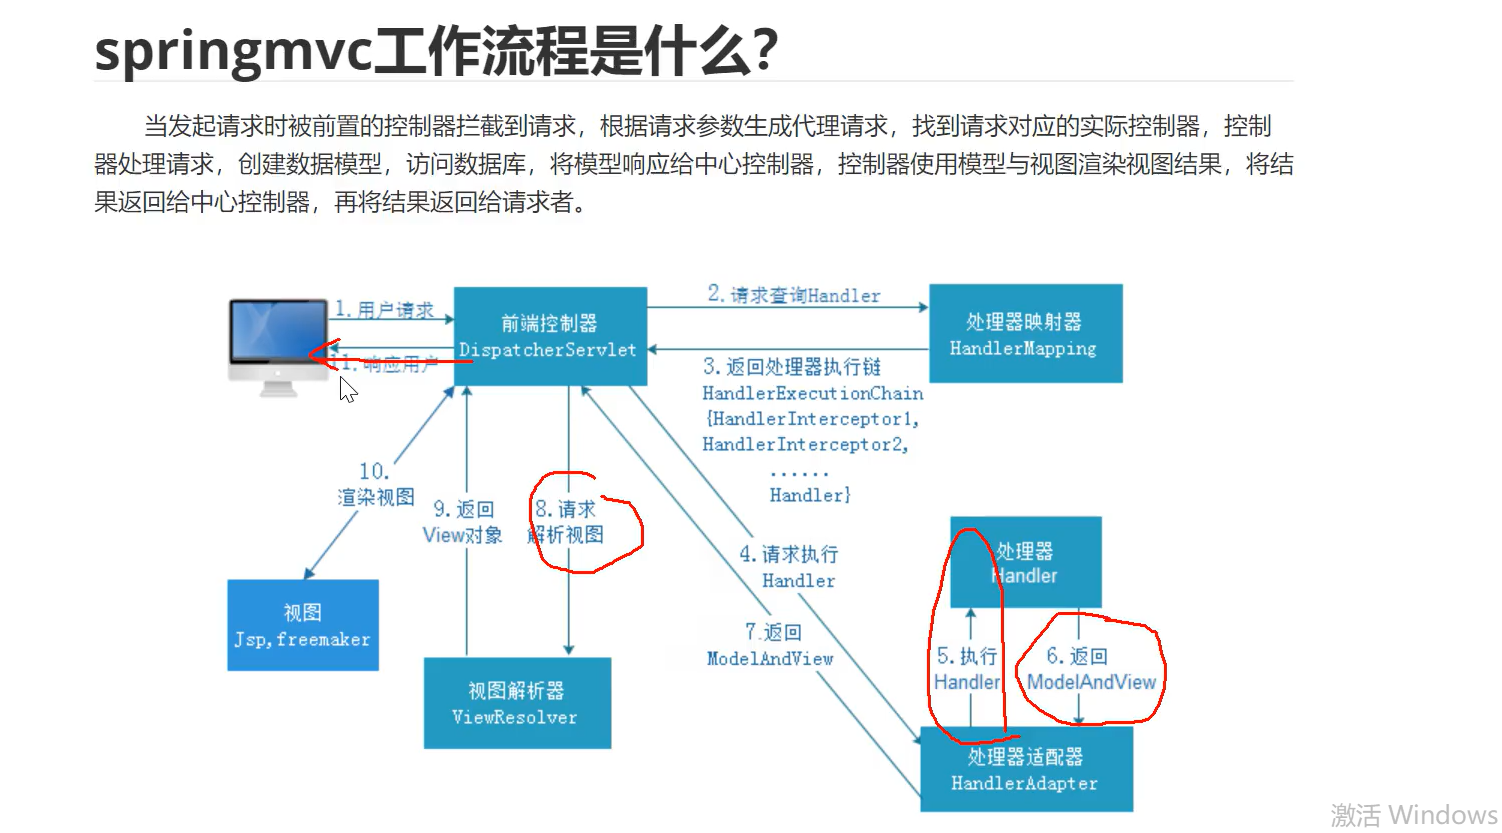 springmvc工作流程是什么？
当发起请求时被前置的控制器拦截到请求，根据请求参数生成代理请求，找到请求对应的实际控制器，控制
器处理请求，创建数据模型，访问数据库，将模型响应给中心控制器，控制器使用模型与视图渲染视图结果，将结
果返回给中心控制器，再将结果返回给请求者。
1.用户请求
11.响应用户
前端控制器
DispatcherServlet
2.请求查询Handler
处理器映射器
HandlerMapping
3.返回处理器执行链
HandlerExecutionChain
{HandlerInterceptor1,
HandlerInterceptor2,
......
Handler}
10.
渲染视图
9.返回
View对象
8.请求
解析视图
4.请求执行
Handler
处理器
Handler
视图
Jsp,freemaker
7.返回
ModelAndView
5.执行
Handler
6.返回
ModelAndView
视图解析器
ViewResolver
处理器适配器
HandlerAdapter
激活 Windows